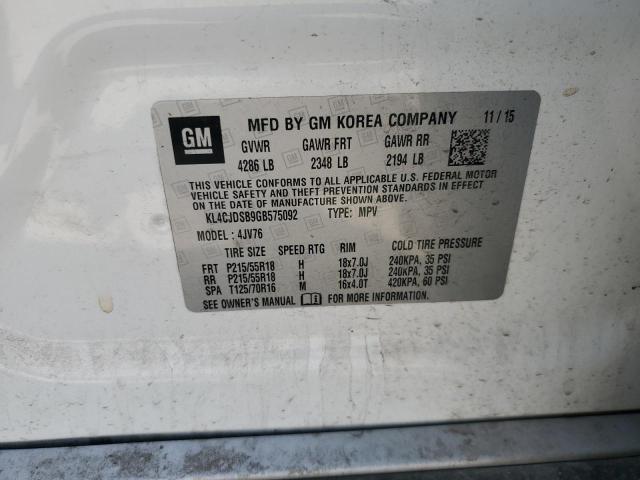 GM
MFD BY GM KOREA COMPANY 11 / 15
GVWR GAWR FRT GAWR RR
4286 LB 2348 LB 2194 LB
THIS VEHICLE CONFORMS TO ALL APPLICABLE U.S. FEDERAL MOTOR
VEHICLE SAFETY AND THEFT PREVENTION STANDARDS IN EFFECT
ON THE DATE OF MANUFACTURE SHOWN ABOVE.
KL4CJDSB9GB575092 TYPE: MPV
MODEL : 4JV76
TIRE SIZE SPEED RTG RIM COLD TIRE PRESSURE
FRT P215/55R18 H 18x7.0J 240KPA, 35 PSI
RR P215/55R18 H 18x7.0J 240KPA, 35 PSI
SPA T125/70R16 M 16x4.0T 420KPA, 60 PSI
SEE OWNER'S MANUAL FOR MORE INFORMATION.